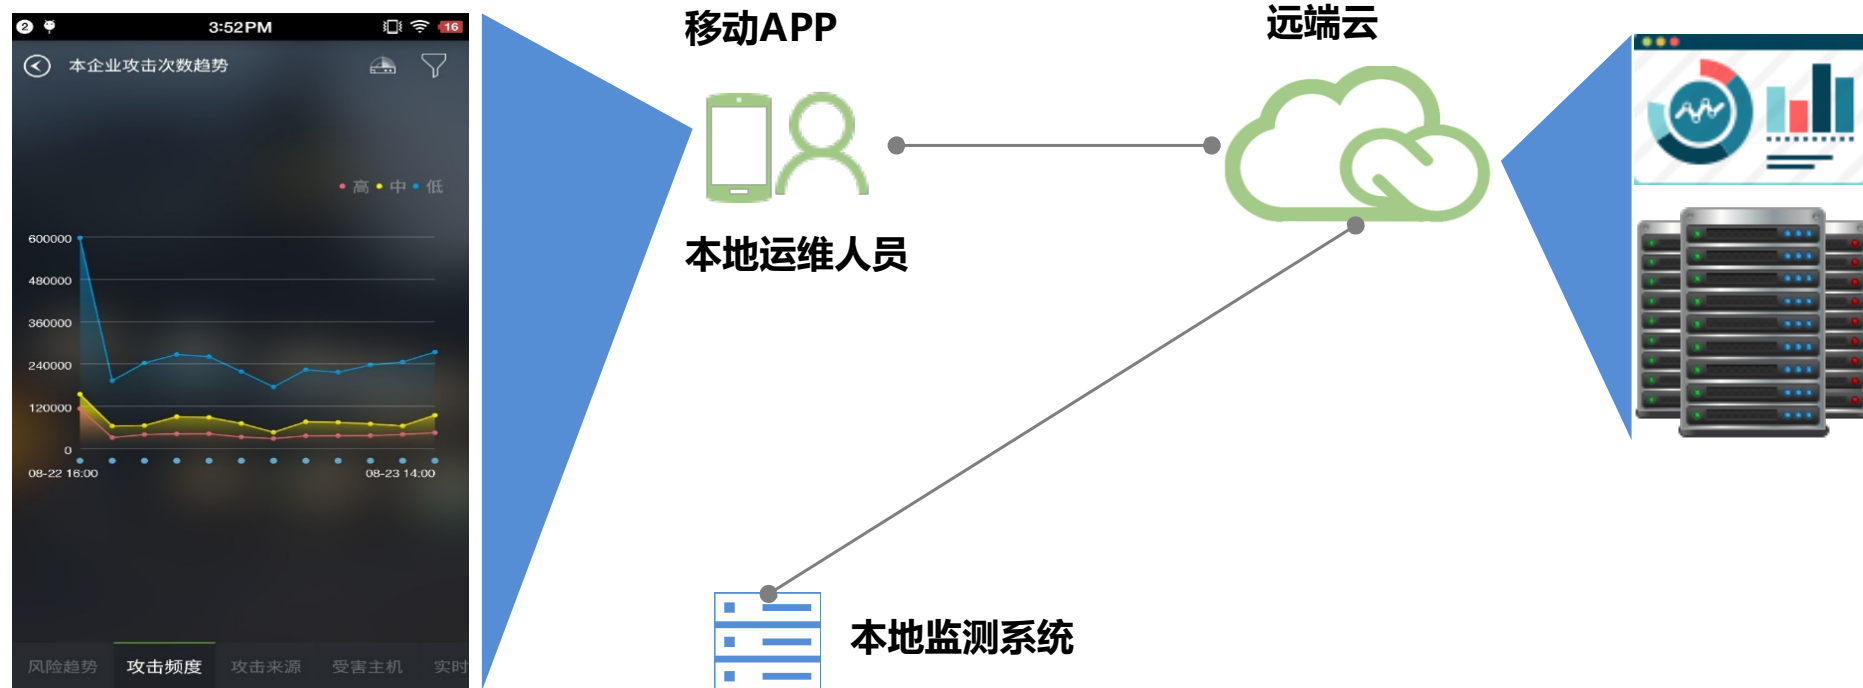 2
3:52PM
16
本企业攻击次数趋势
高 中 低
600000
480000
360000
240000
120000
0
08-22 16:00
08-23 14:00
风险趋势 攻击频度 攻击来源 受害主机 实时
移动APP
本地运维人员
远端云
本地监测系统